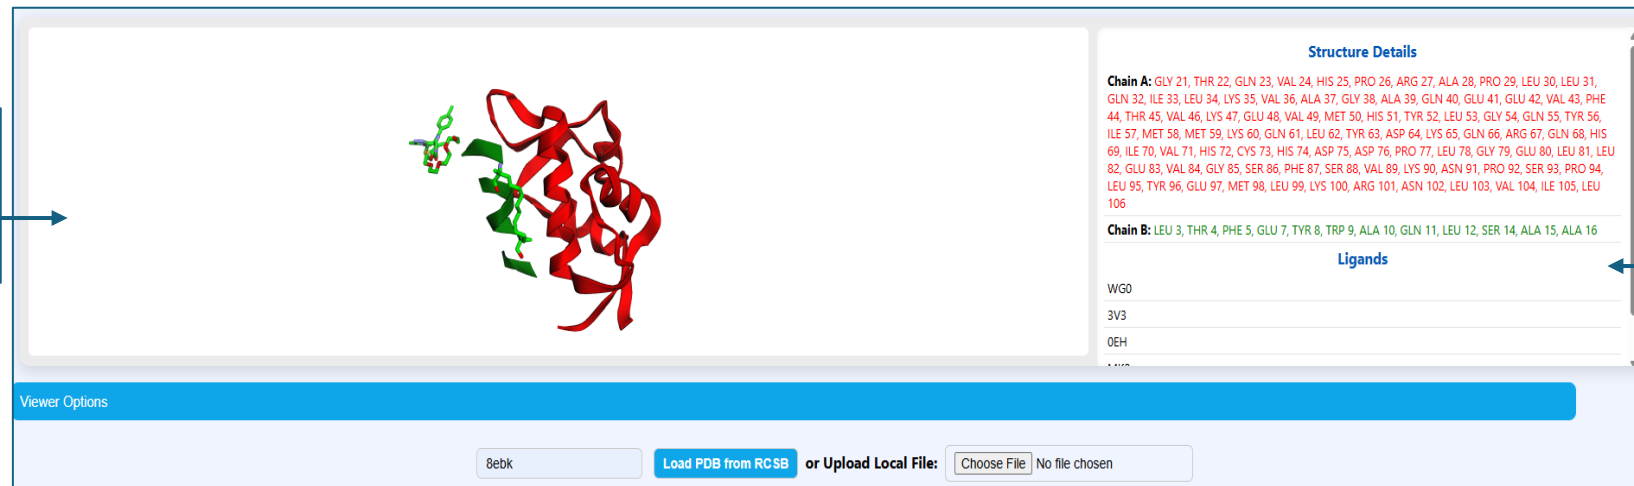 Structure Details
Chain A: GLY 21, THR 22, GLN 23, VAL 24, HIS 25, PRO 26, ARG 27, ALA 28, PRO 29, LEU 30, LEU 31,
GLN 32, ILE 33, LEU 34, LYS 35, VAL 36, ALA 37, GLY 38, ALA 39, GLN 40, GLU 41, GLU 42, VAL 43, PHE
44, THR 45, VAL 46, LYS 47, GLU 48, VAL 49, MET 50, HIS 51, TYR 52, LEU 53, GLY 54, GLN 55, TYR 56,
ILE 57, MET 58, MET 59, LYS 60, GLN 61, LEU 62, TYR 63, ASP 64, LYS 65, GLN 66, ARG 67, GLN 68, HIS
69, ILE 70, VAL 71, HIS 72, CYS 73, HIS 74, ASP 75, ASP 76, PRO 77, LEU 78, GLY 79, GLU 80, LEU 81, LEU
82, GLU 83, VAL 84, GLY 85, SER 86, PHE 87, SER 88, VAL 89, LYS 90, ASN 91, PRO 92, SER 93, PRO 94,
LEU 95, TYR 96, GLU 97, MET 98, LEU 99, LYS 100, ARG 101, ASN 102, LEU 103, VAL 104, ILE 105, LEU
106
Chain B: LEU 3, THR 4, PHE 5, GLU 7, TYR 8, TRP 9, ALA 10, GLN 11, LEU 12, SER 14, ALA 15, ALA 16
Ligands
WG0
3V3
0EH
Viewer Options
8ebk
Load PDB from RCSB
or Upload Local File:
Choose File No file chosen